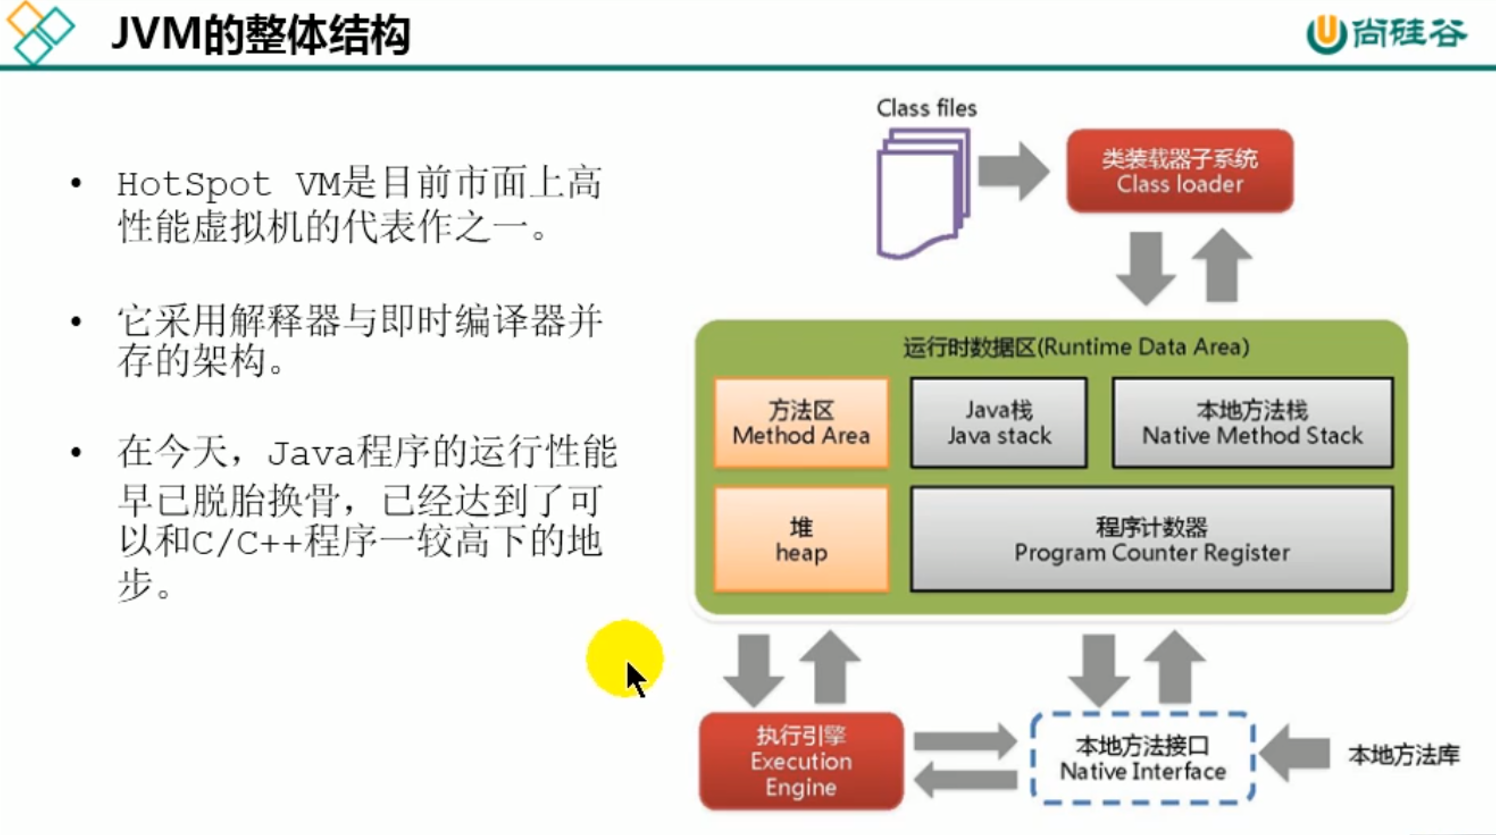 JVM的整体结构
尚硅谷
• HotSpot VM是目前市面上高
性能虚拟机的代表作之一。
• 它采用解释器与即时编译器并
存的架构。
• 在今天，Java程序的运行性能
早已脱胎换骨，已经达到了可
以和C/C++程序一较高下的地
步。
Class files
类装载器子系统
Class loader
运行时数据区(Runtime Data Area)
方法区
Method Area
Java栈
Java stack
本地方法栈
Native Method Stack
堆
heap
程序计数器
Program Counter Register
执行引擎
Execution
Engine
本地方法接口
Native Interface
本地方法库